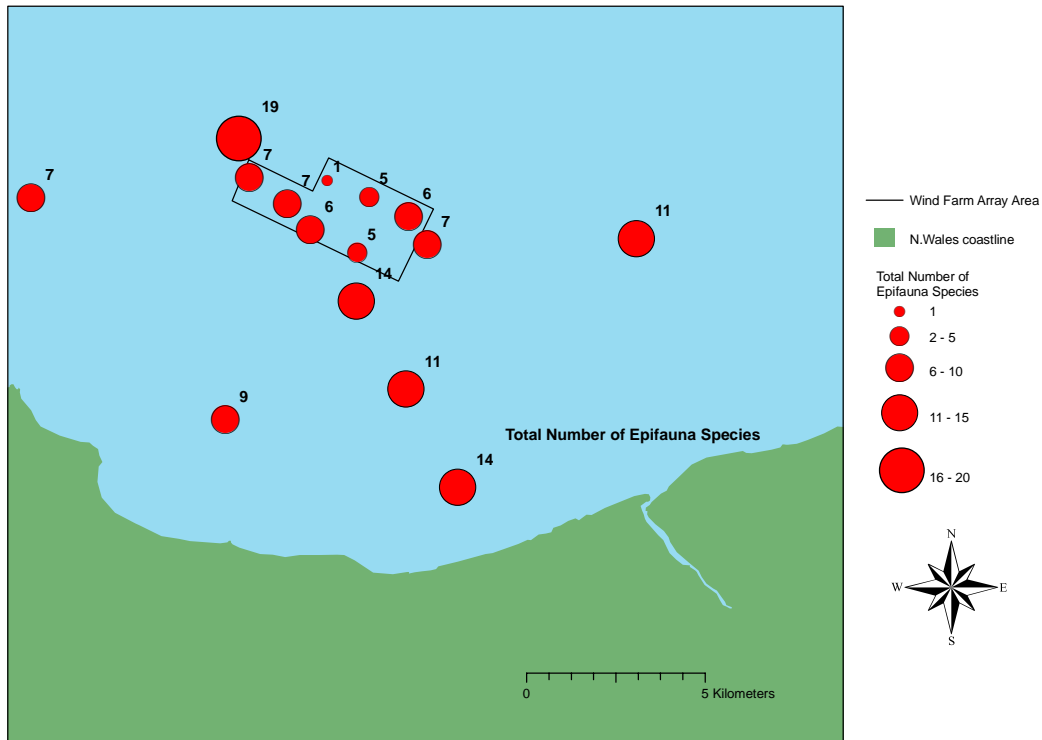 19
7
7
1
7
5
6
6
7
11
5
14
11
9
Total Number of Epifauna Species
14
0
5 Kilometers
Wind Farm Array Area
N.Wales coastline
Total Number of
Epifauna Species
1
2 - 5
6 - 10
11 - 15
16 - 20
N
W
E
S